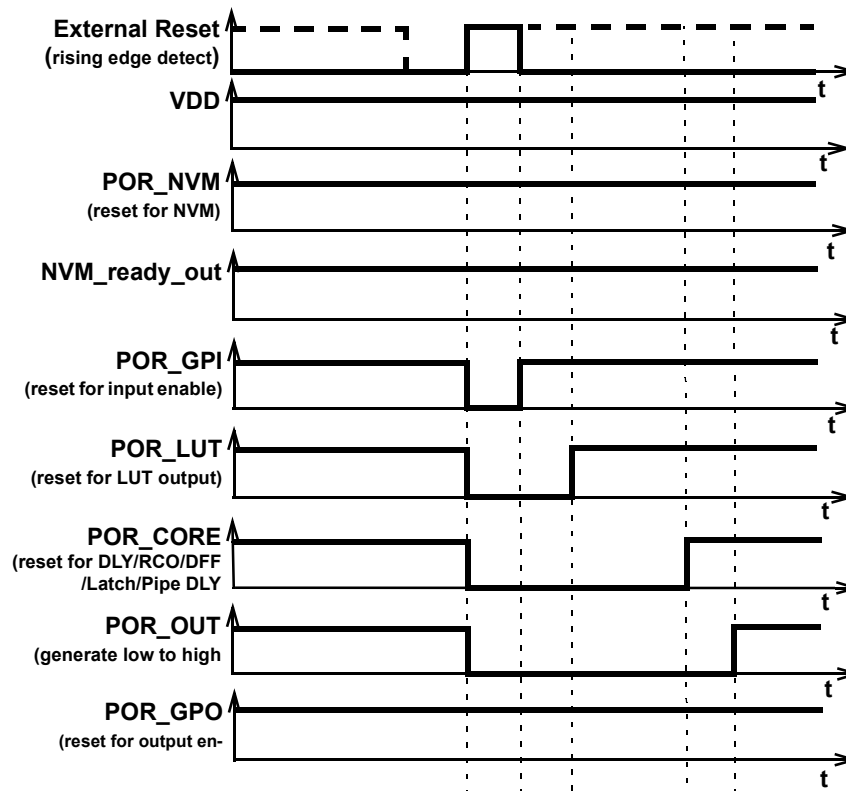 External Reset
(rising edge detect)
t
VDD
t
POR_NVM
(reset for NVM)
t
NVM_ready_out
t
POR_GPI
(reset for input enable)
t
POR_LUT
(reset for LUT output)
t
POR_CORE
(reset for DLY/RCO/DFF
/Latch/Pipe DLY
t
POR_OUT
(generate low to high
t
POR_GPO
(reset for output en-
t